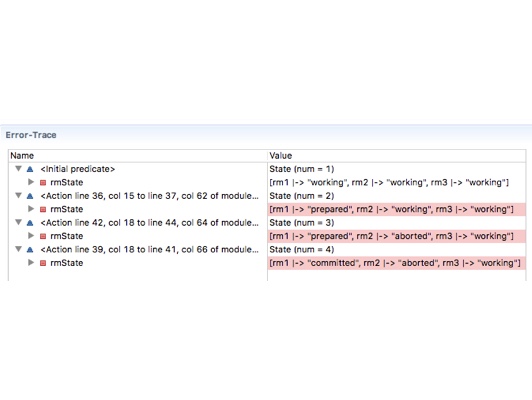 Error-Trace
Name Value
<Initial predicate> State (num = 1)
rmState [rm1 |-> "working", rm2 |-> "working", rm3 |-> "working"]
<Action line 36, col 15 to line 37, col 62 of module... State (num = 2)
rmState [rm1 |-> "prepared", rm2 |-> "working", rm3 |-> "working"]
<Action line 42, col 18 to line 44, col 64 of module... State (num = 3)
rmState [rm1 |-> "prepared", rm2 |-> "aborted", rm3 |-> "working"]
<Action line 39, col 18 to line 41, col 66 of module... State (num = 4)
rmState [rm1 |-> "committed", rm2 |-> "aborted", rm3 |-> "working"]